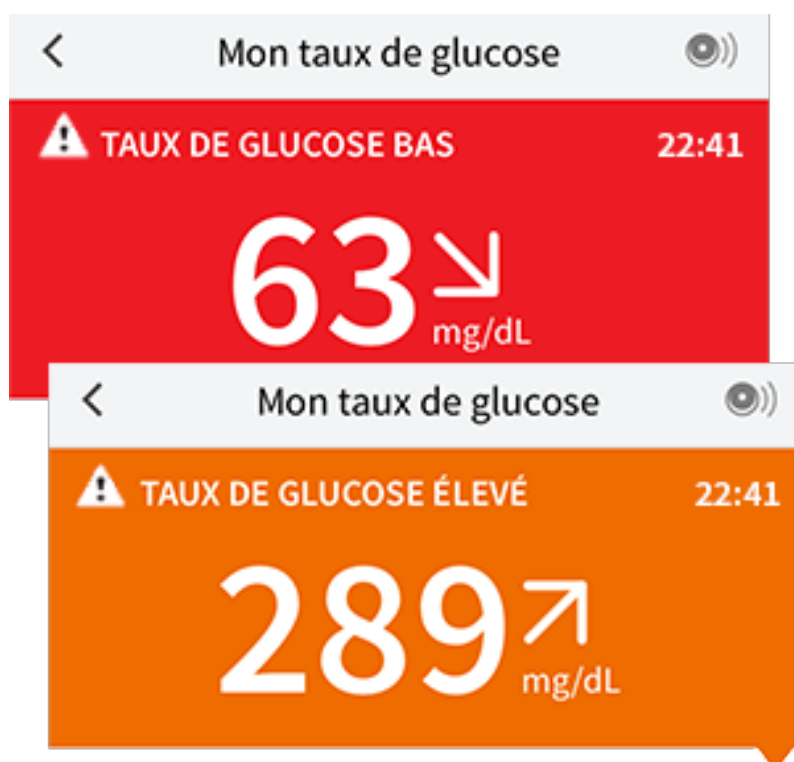 Mon taux de glucose
TAUX DE GLUCOSE BAS 22:41
63
mg/dL
Mon taux de glucose
TAUX DE GLUCOSE ÉLEVÉ 22:41
289
mg/dL